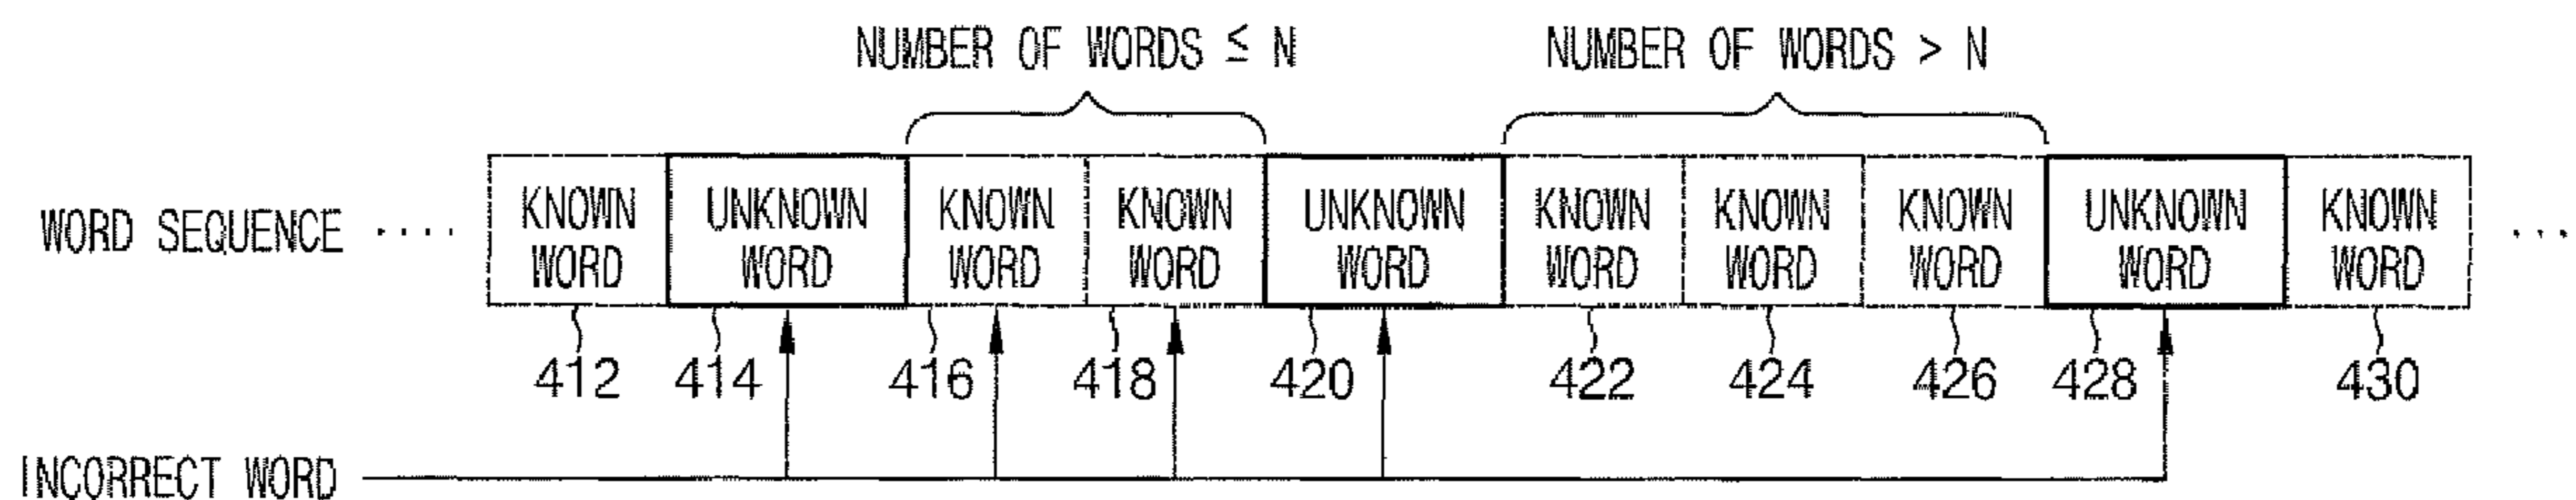 NUMBER OF WORDS ≤ N NUMBER OF WORDS > N
WORD SEQUENCE ···· KNOWN WORD UNKNOWN WORD KNOWN WORD KNOWN WORD UNKNOWN WORD KNOWN WORD KNOWN WORD KNOWN WORD UNKNOWN WORD KNOWN WORD ···
412 414 416 418 420 422 424 426 428 430
INCORRECT WORD